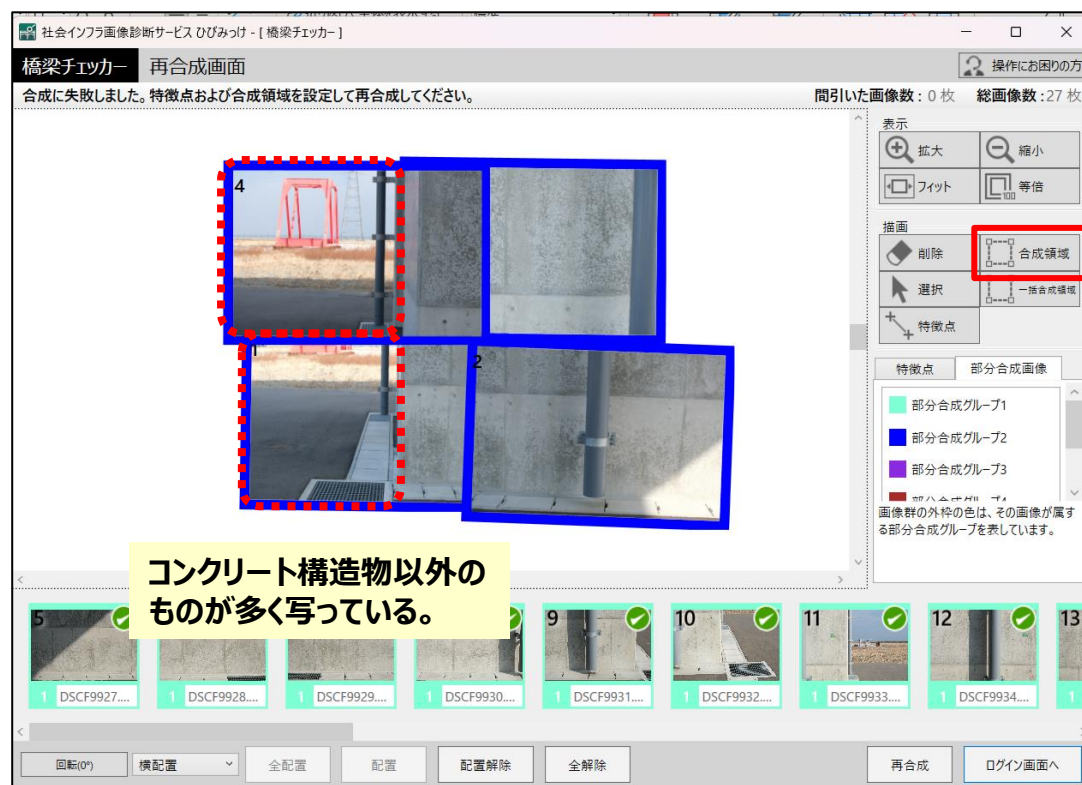 社会インフラ画像診断サービス ひびみっけ - [ 橋梁チェッカー ]
橋梁チェッカー 再合成画面 操作にお困りの方
合成に失敗しました。特徴点および合成領域を設定して再合成してください。 間引いた画像数 : 0 枚 総画像数 : 27 枚
表示
拡大 縮小
フィット 100 等倍
描画
削除 合成領域
選択 一括合成領域
特徴点
4
1
2
特徴点 部分合成画像
部分合成グループ1
部分合成グループ2
部分合成グループ3
画像群の外枠の色は、その画像が属す
る部分合成グループを表しています。
コンクリート構造物以外の
ものが多く写っている。
5 9 10 11 12 13
1 DSCF9927.... 1 DSCF9928.... 1 DSCF9929.... 1 DSCF9930.... 1 DSCF9931.... 1 DSCF9932.... 1 DSCF9933.... 1 DSCF9934.... 1
回転(0°) 横配置 全配置 配置 配置解除 全解除 再合成 ログイン画面へ